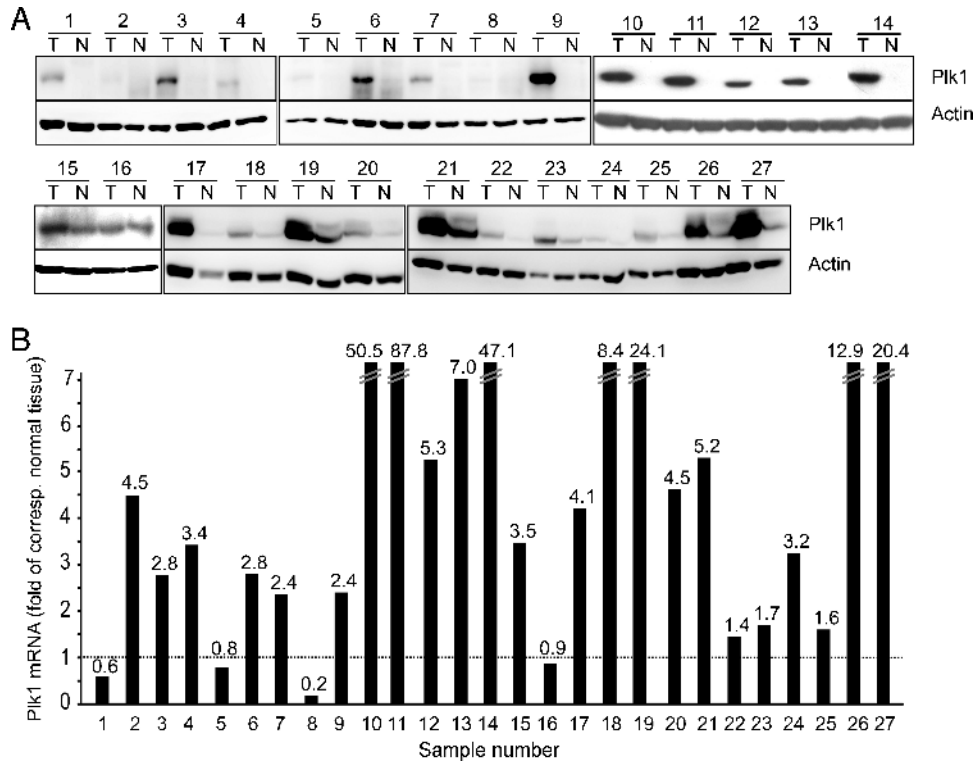 A
1 2 3 4 5 6 7 8 9 10 11 12 13 14
T N T N T N T N T N T N T N T N T N T N T N T N T N T N
Plk1
Actin
15 16 17 18 19 20 21 22 23 24 25 26 27
T N T N T N T N T N T N T N T N T N T N T N T N T N
Plk1
Actin
B
Plk1 mRNA (fold of corresp. normal tissue)
50.5 87.8 47.1 8.4 24.1 12.9 20.4
7 7.0
6
5 5.3 5.2
4 4.5 4.1 4.5
3 2.8 3.4 2.8 3.5 3.2
2 2.4 2.4
1 0.6 0.8 0.2 0.9 1.4 1.7 1.6
0
1 2 3 4 5 6 7 8 9 10 11 12 13 14 15 16 17 18 19 20 21 22 23 24 25 26 27
Sample number